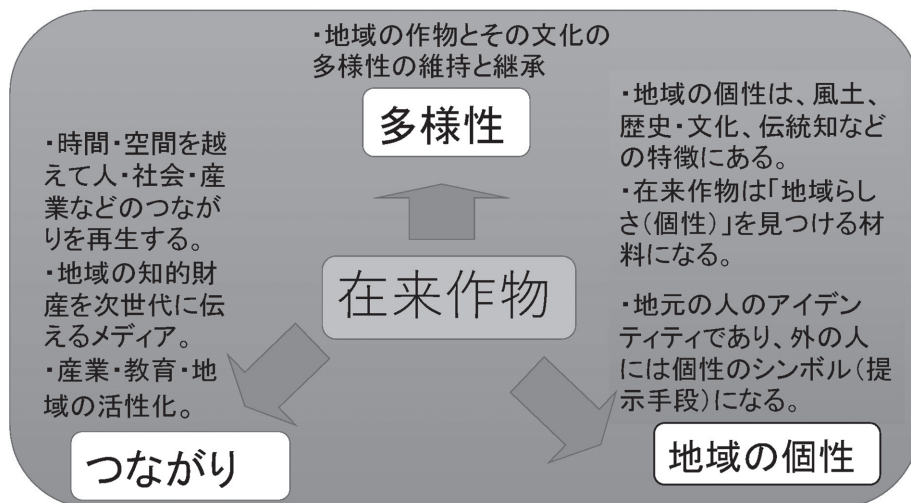 ・地域の作物とその文化の
多様性の維持と継承
多様性
・時間・空間を越
えて人・社会・産
業などのつなが
りを再生する。
・地域の知的財
産を次世代に伝
えるメディア。
・産業・教育・地
域の活性化。
つながり
在来作物
・地域の個性は、風土、
歴史・文化、伝統知など
の特徴にある。
・在来作物は「地域らし
さ(個性)」を見つける材
料になる。
・地元の人のアイデン
ティティであり、外の人
には個性のシンボル(提
示手段)になる。
地域の個性